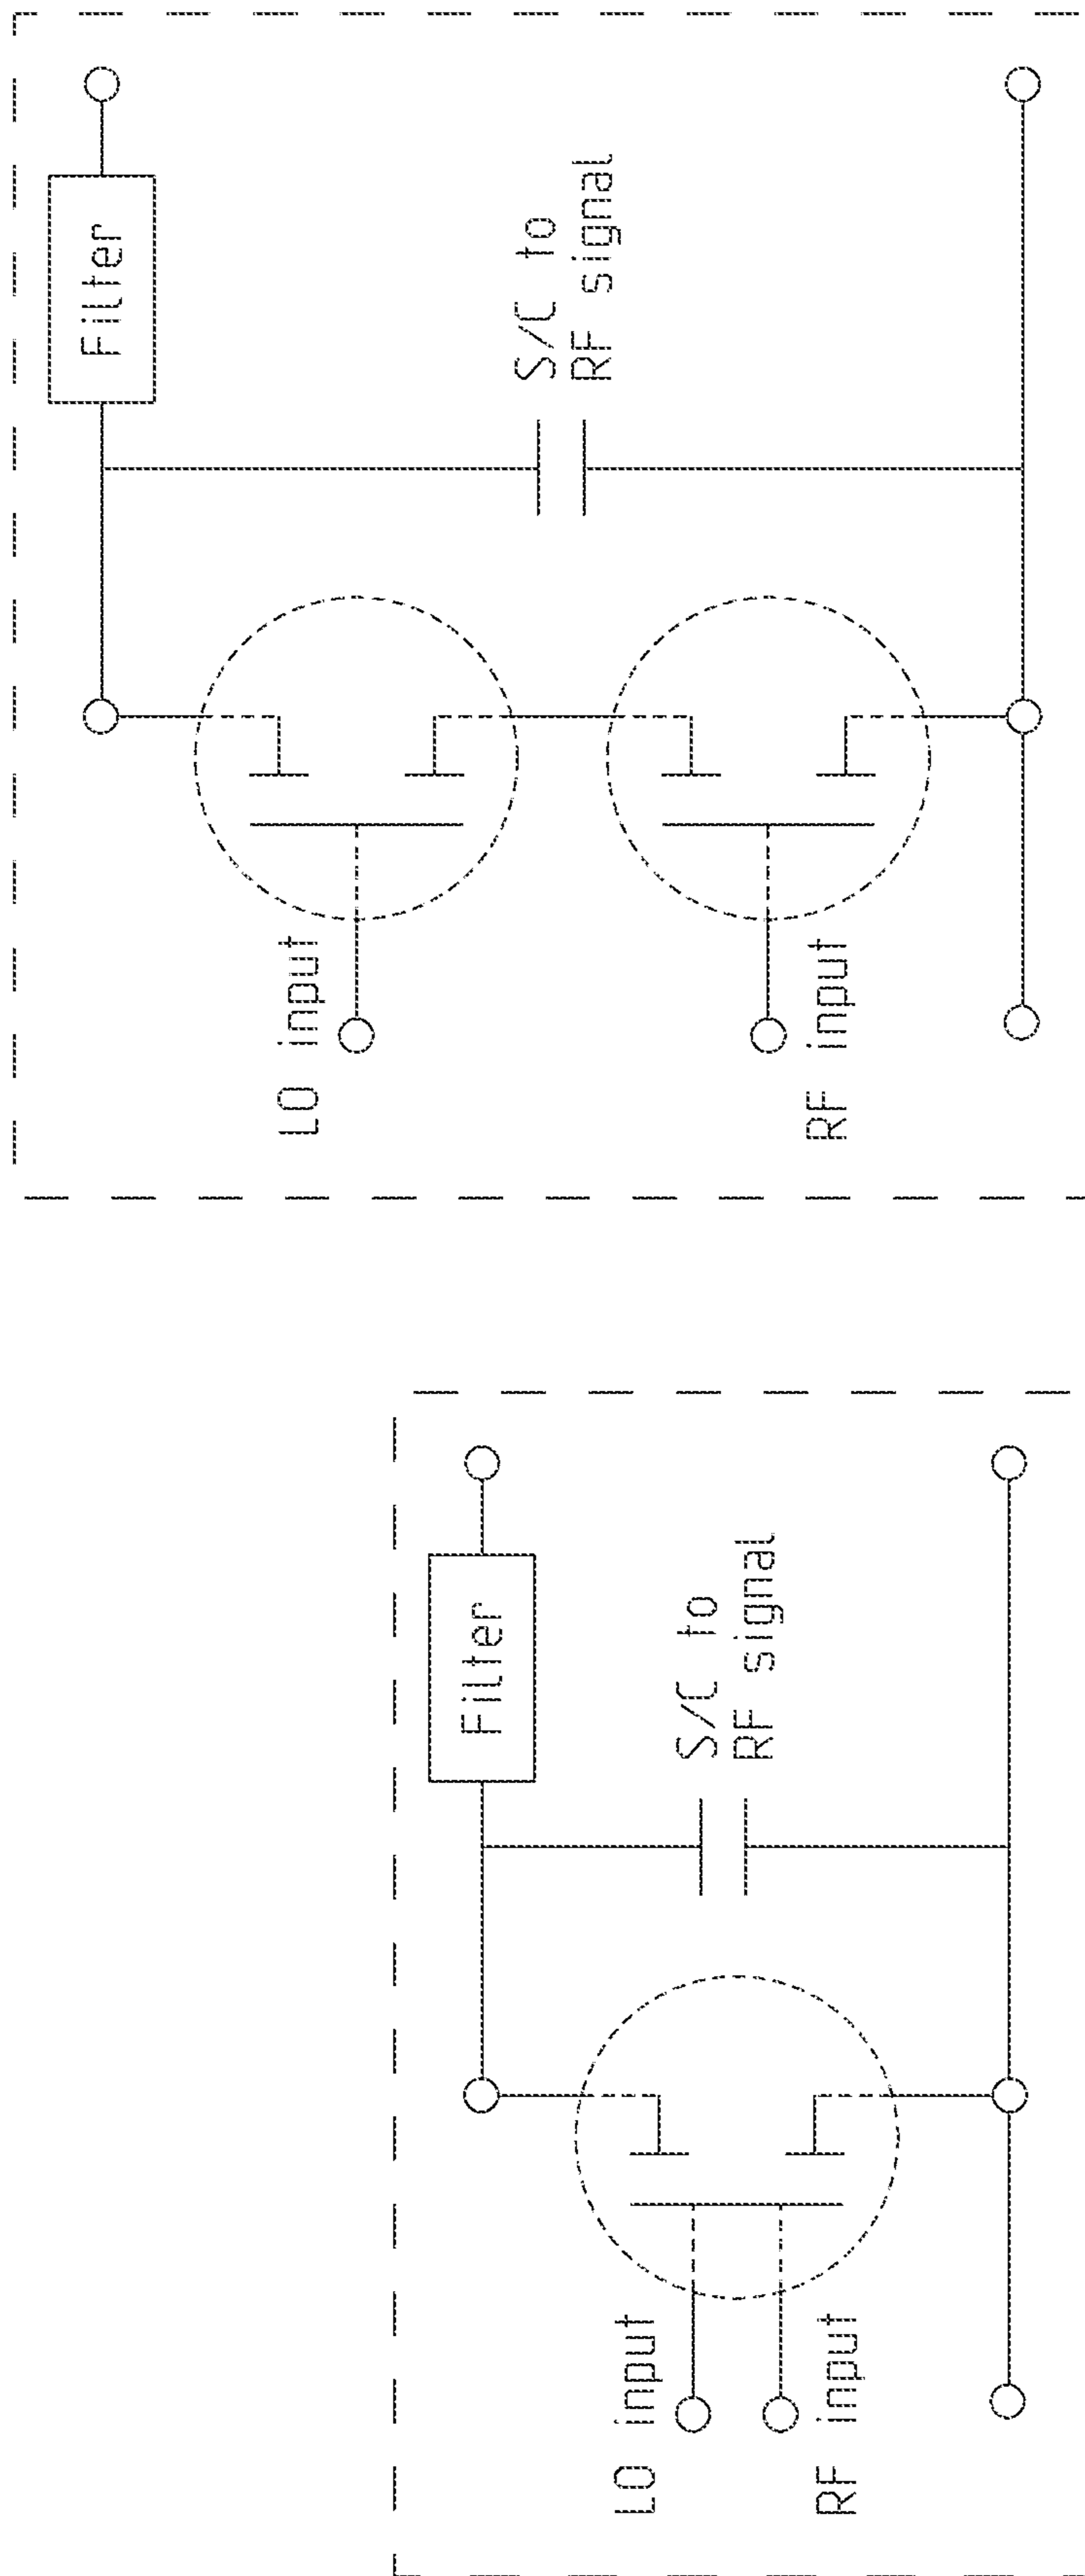 Filter
S/C to
RF signal
LO input
RF input
Filter
S/C to
RF signal
LO input
RF input